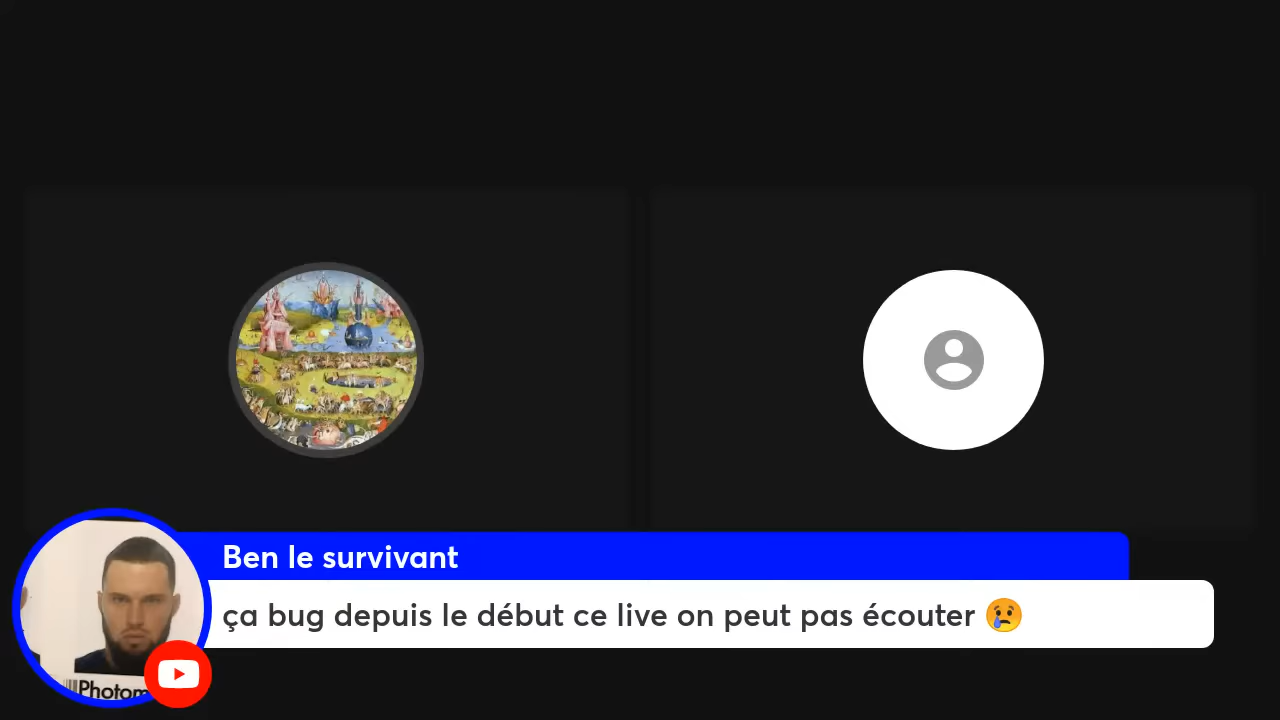 Ben le survivant
ça bug depuis le début ce live on peut pas écouter 😢